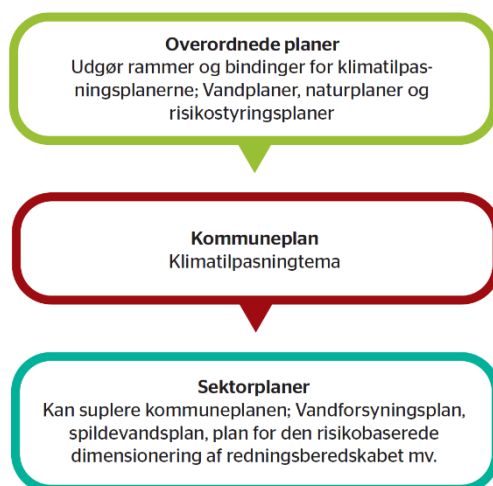 Overordnede planer
Udgør rammer og bindinger for klimatilpas-
ningsplanerne; Vandplaner, naturplaner og
risikostyringsplaner
Kommuneplan
Klimatilpasningtema
Sektorplaner
Kan suplere kommuneplanen; Vandforsyningsplan,
spildevandsplan, plan for den risikobaserede
dimensionering af redningsberedskabet mv.